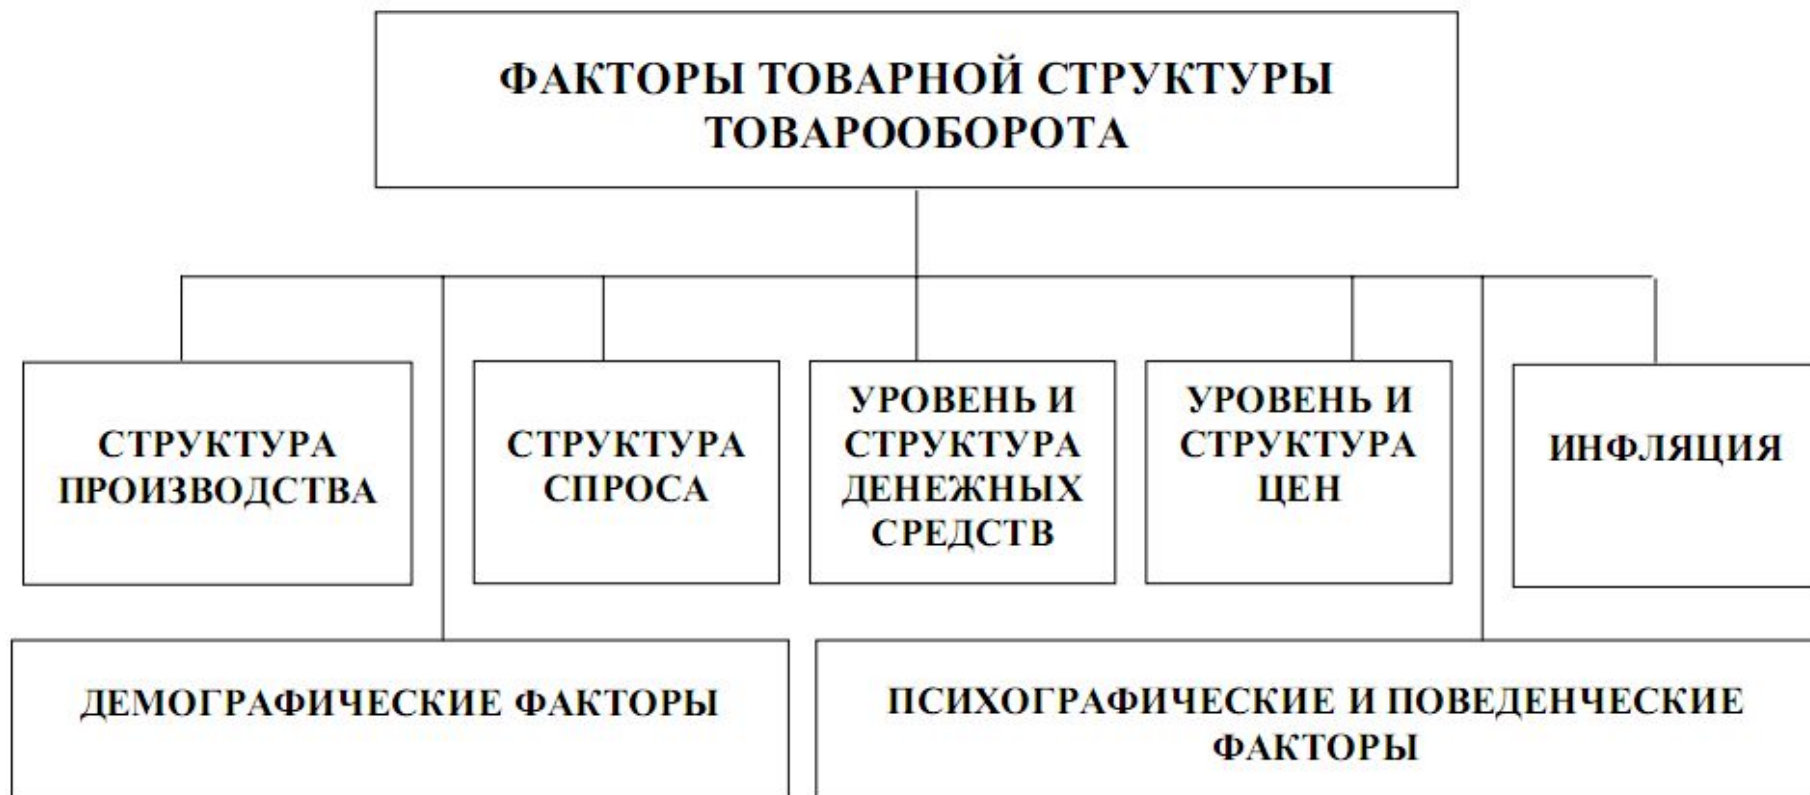 ФАКТОРЫ ТОВАРНОЙ СТРУКТУРЫ
ТОВАРООБОРОТА
СТРУКТУРА
ПРОИЗВОДСТВА
СТРУКТУРА
СПРОСА
УРОВЕНЬ И
СТРУКТУРА
ДЕНЕЖНЫХ
СРЕДСТВ
УРОВЕНЬ И
СТРУКТУРА
ЦЕН
ИНФЛЯЦИЯ
ДЕМОГРАФИЧЕСКИЕ ФАКТОРЫ
ПСИХОГРАФИЧЕСКИЕ И ПОВЕДЕНЧЕСКИЕ
ФАКТОРЫ